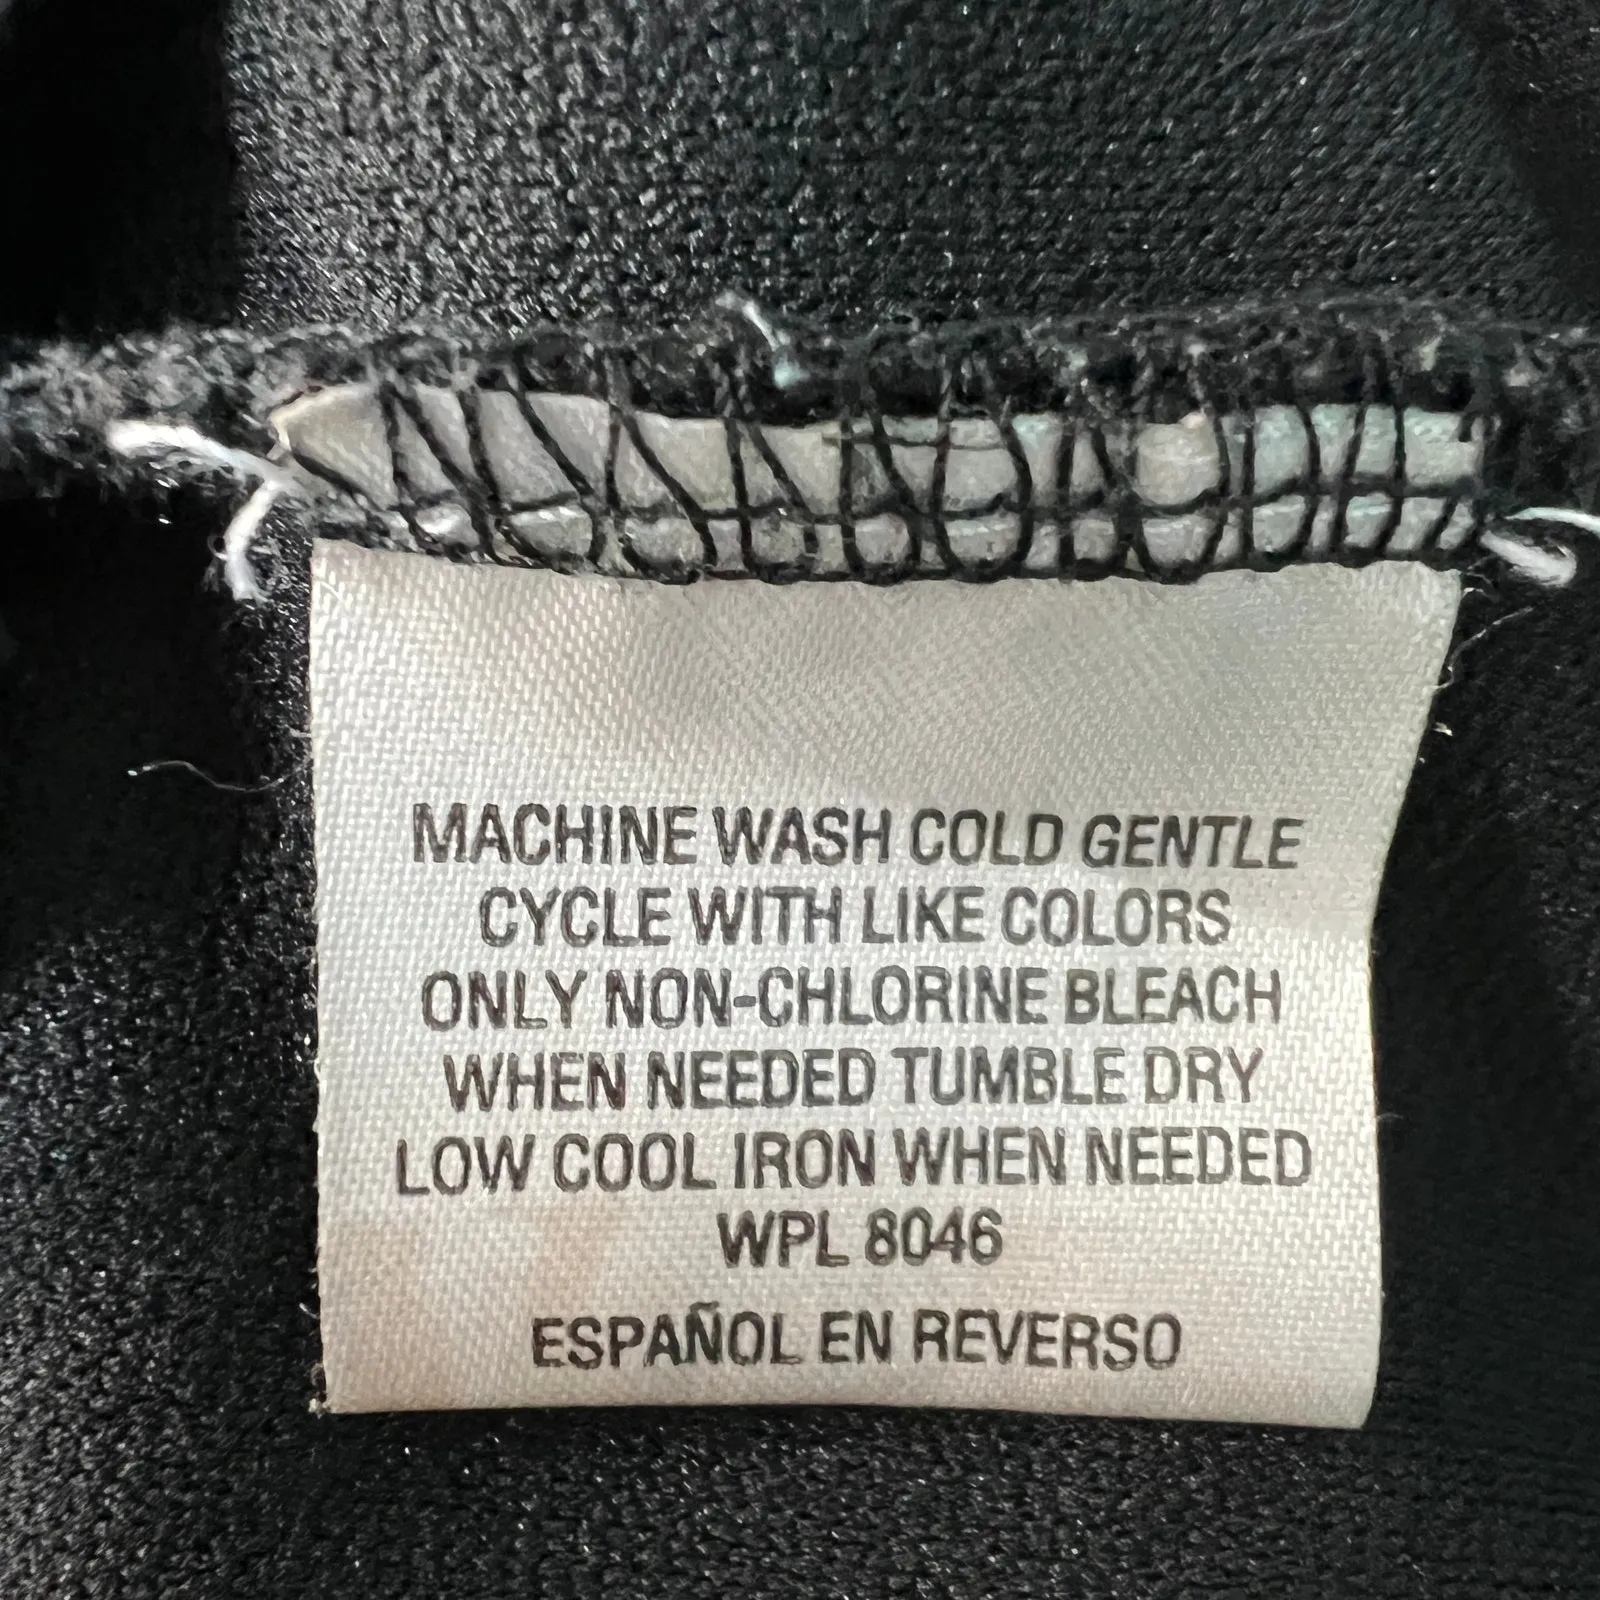 MACHINE WASH COLD GENTLE
CYCLE WITH LIKE COLORS
ONLY NON-CHLORINE BLEACH
WHEN NEEDED TUMBLE DRY
LOW COOL IRON WHEN NEEDED
WPL 8046
ESPAÑOL EN REVERSO